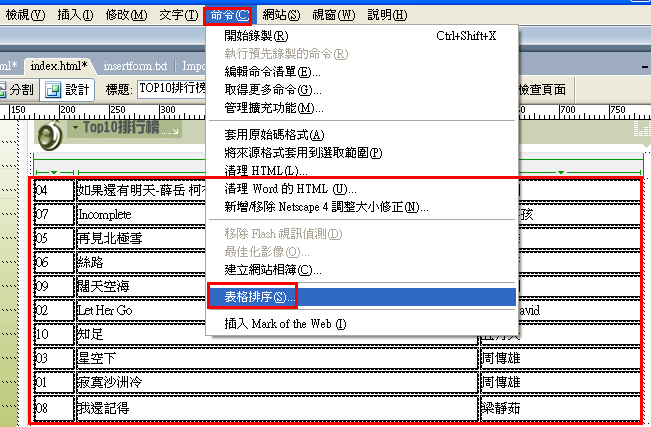 檢視(V) 插入(I) 修改(M) 文字(T) 命令(C) 網站(S) 視窗(W) 說明(H)
開始錄製(R) Ctrl+Shift+X
執行預先錄製的命令(R)
ml* index.html* insertform.txt Impo
編輯命令清單(E)...
分割 設計 標題: TOP10排行榜
取得更多命令(G)...
檢查頁面
管理擴充功能(M)...
150 200 250 300 700 750
Top10排行榜
套用原始碼格式(A)
將來源格式套用到選取範圍(P)
清理 HTML(L)...
04 如果還有明天-薛岳 柯
清理 Word 的 HTML (U)...
07 Incomplete 孩
新增/移除 Netscape 4 調整大小修正(N)...
05 再見北極雪
移除 Flash 視訊偵測(D)
最佳化影像(O)...
06 絲路
建立網站相簿(C)...
09 闊天空海
表格排序(S)...
02 Let Her Go avid
插入 Mark of the Web (I)
10 知足
03 星空下 周傳雄
01 寂寞沙洲冷 周傳雄
08 我還記得 梁靜茹